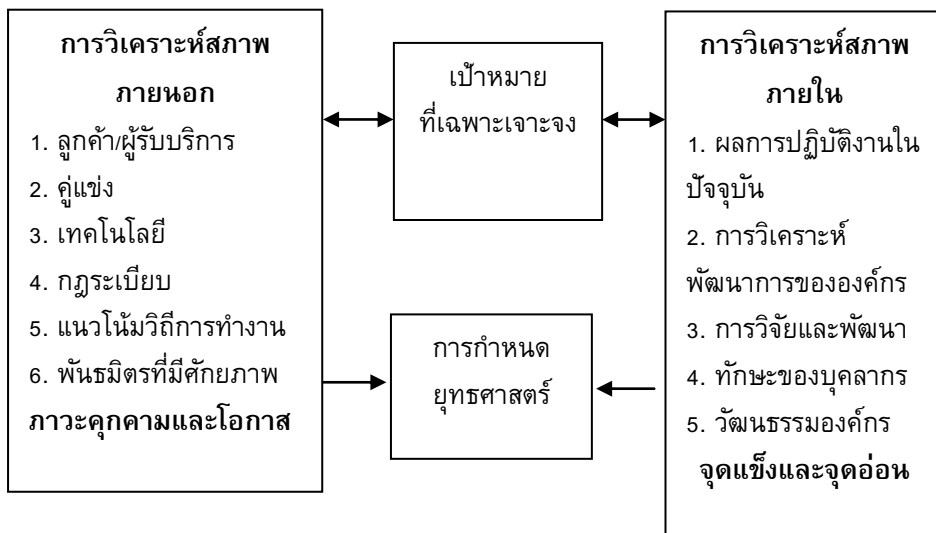 การวิเคราะห์สภาพ
ภายนอก
1. ลูกค้า/ผู้รับบริการ
2. คู่แข่ง
3. เทคโนโลยี
4. กฎระเบียบ
5. แนวโน้มวิถีการทำงาน
6. พันธมิตรที่มีศักยภาพ
ภาวะคุกคามและโอกาส
เป้าหมาย
ที่เฉพาะเจาะจง
การกำหนด
ยุทธศาสตร์
การวิเคราะห์สภาพ
ภายใน
1. ผลการปฏิบัติงานใน
ปัจจุบัน
2. การวิเคราะห์
พัฒนาการขององค์กร
3. การวิจัยและพัฒนา
4. ทักษะของบุคลากร
5. วัฒนธรรมองค์กร
จุดแข็งและจุดอ่อน